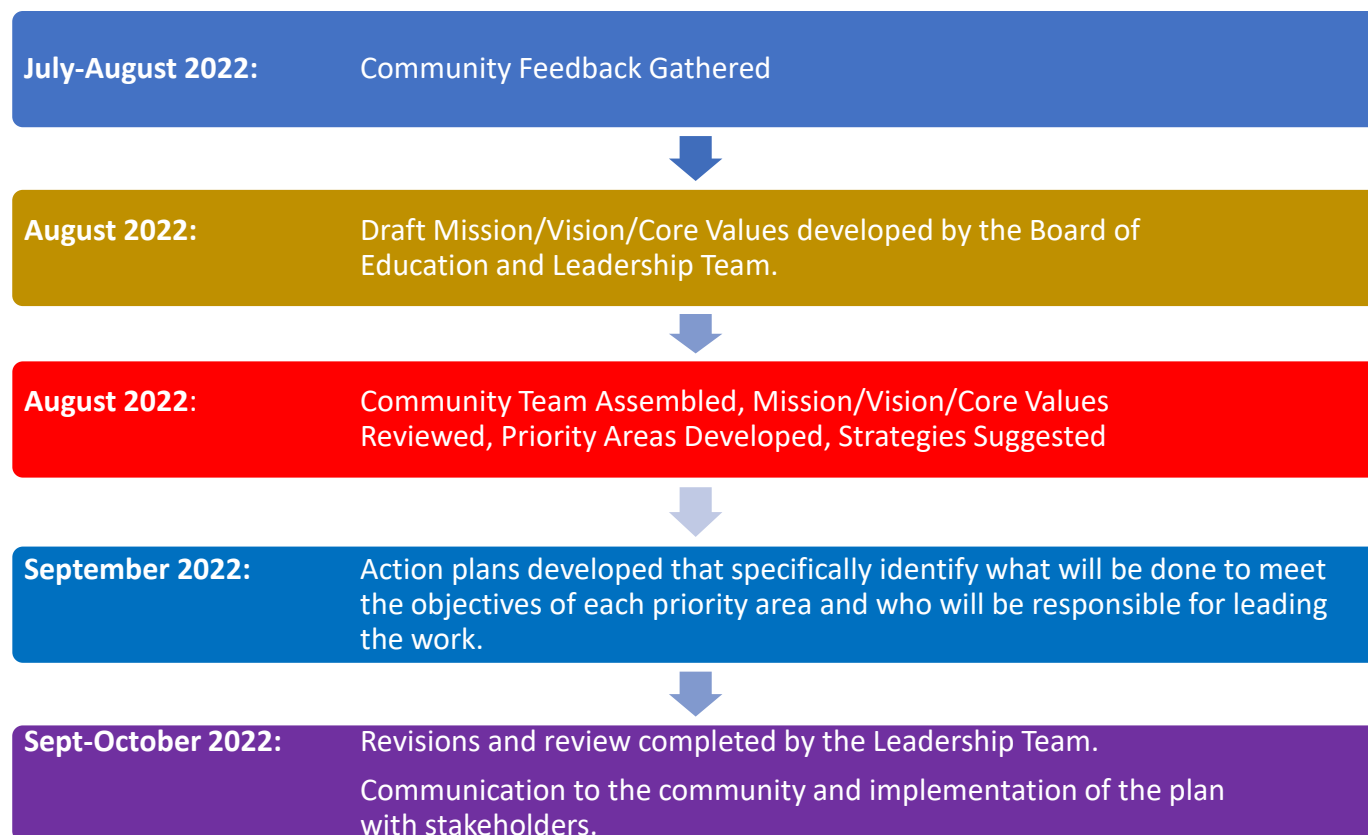 July-August 2022: Community Feedback Gathered
August 2022: Draft Mission/Vision/Core Values developed by the Board of
Education and Leadership Team.
August 2022: Community Team Assembled, Mission/Vision/Core Values
Reviewed, Priority Areas Developed, Strategies Suggested
September 2022: Action plans developed that specifically identify what will be done to meet
the objectives of each priority area and who will be responsible for leading
the work.
Sept-October 2022: Revisions and review completed by the Leadership Team.
Communication to the community and implementation of the plan
with stakeholders.